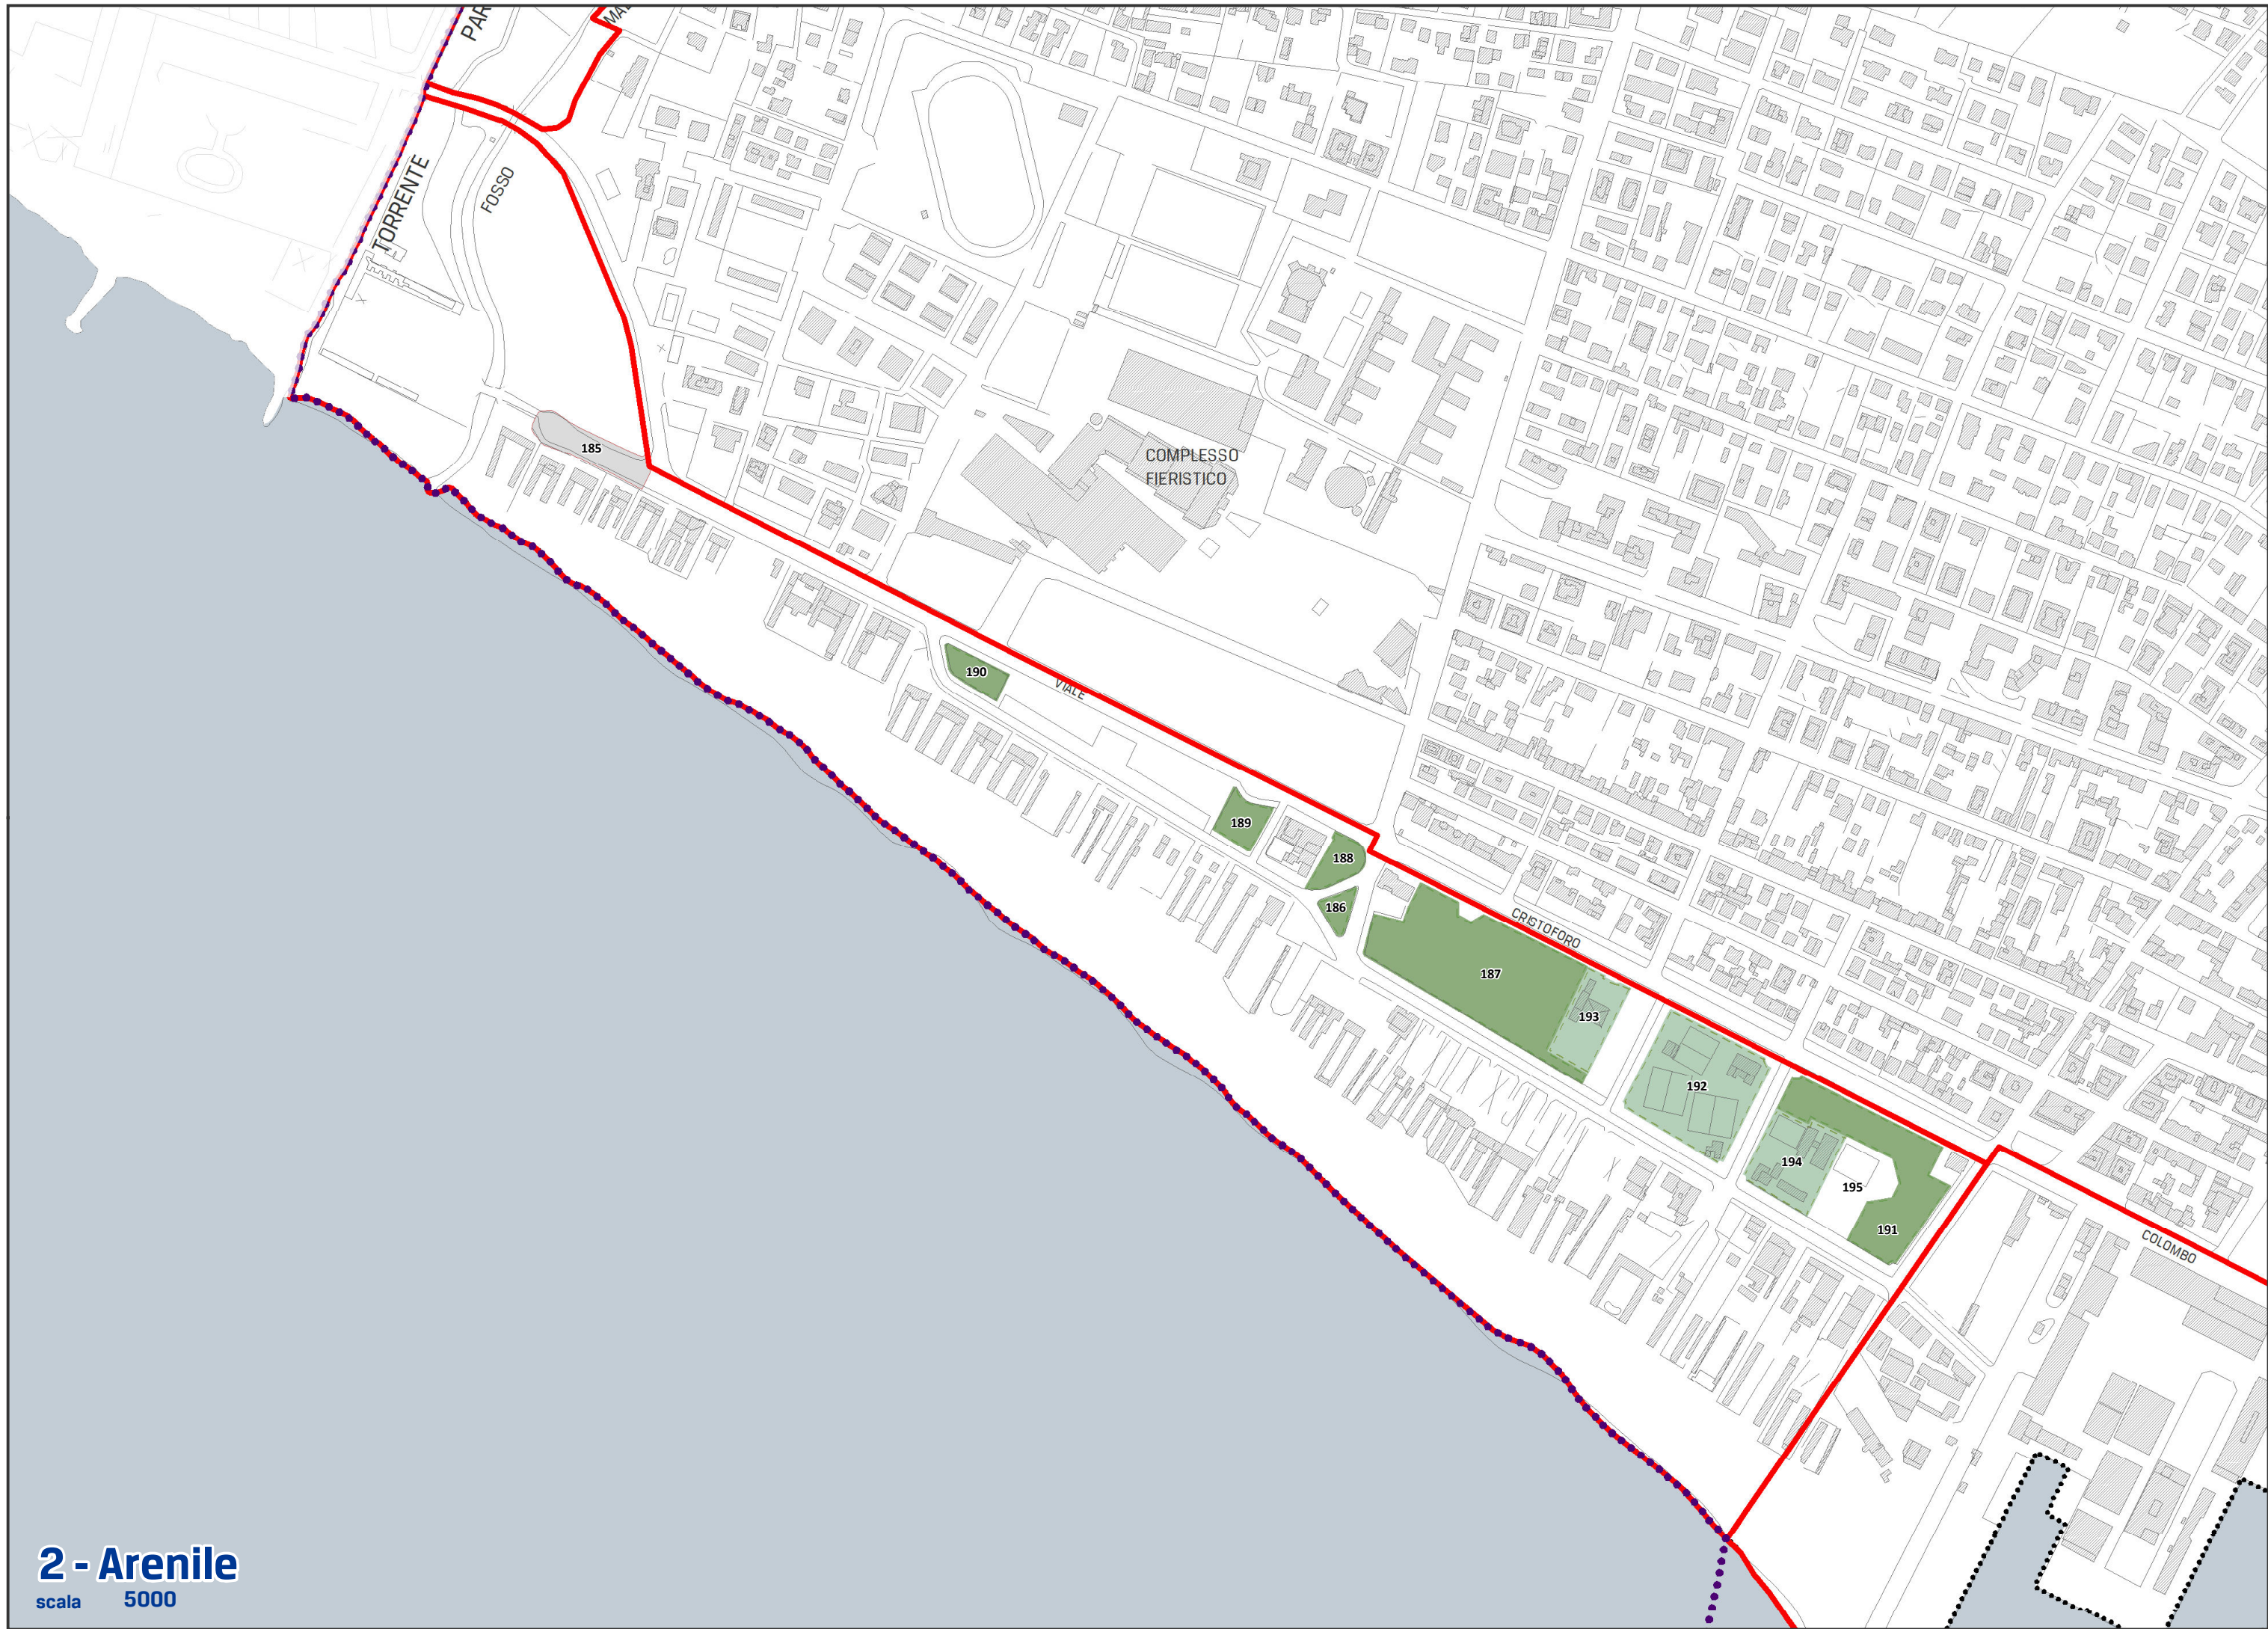 PAR
TORRENTE
FOSSO
185
COMPLESSO
FIERISTICO
190
VIALE
189
188
186
CRISTOFORO
187
193
192
194
195
191
COLOMBO
2 - Arenile
scala 5000